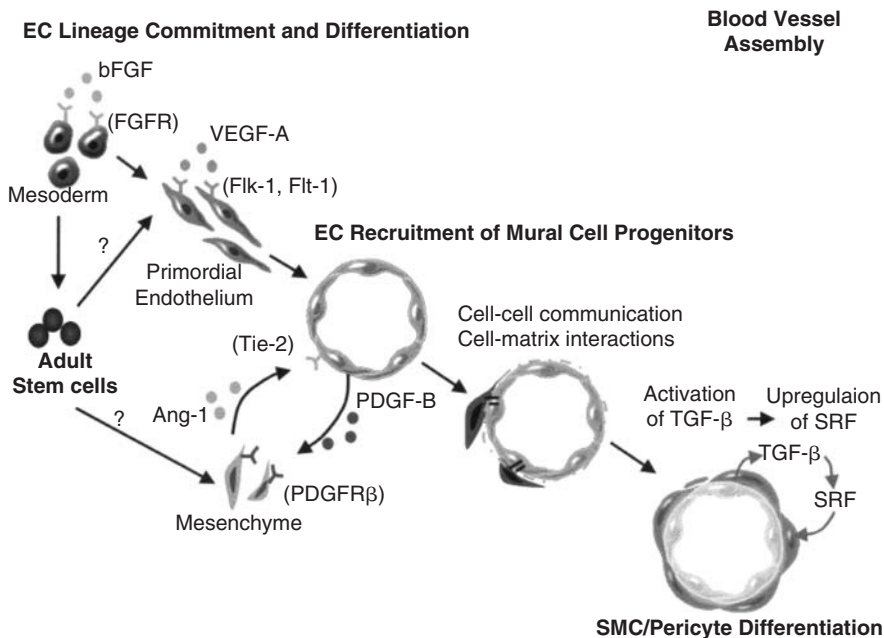 EC Lineage Commitment and Differentiation
Blood Vessel
Assembly
bFGF
(FGFR)
VEGF-A
(Flk-1, Flt-1)
Mesoderm
?
EC Recruitment of Mural Cell Progenitors
Primordial
Endothelium
Cell-cell communication
Cell-matrix interactions
(Tie-2)
Adult
Stem cells
Ang-1
PDGF-B
Activation
of TGF-β
Upregulaion
of SRF
?
TGF-β
(PDGFRβ)
SRF
Mesenchyme
SMC/Pericyte Differentiation